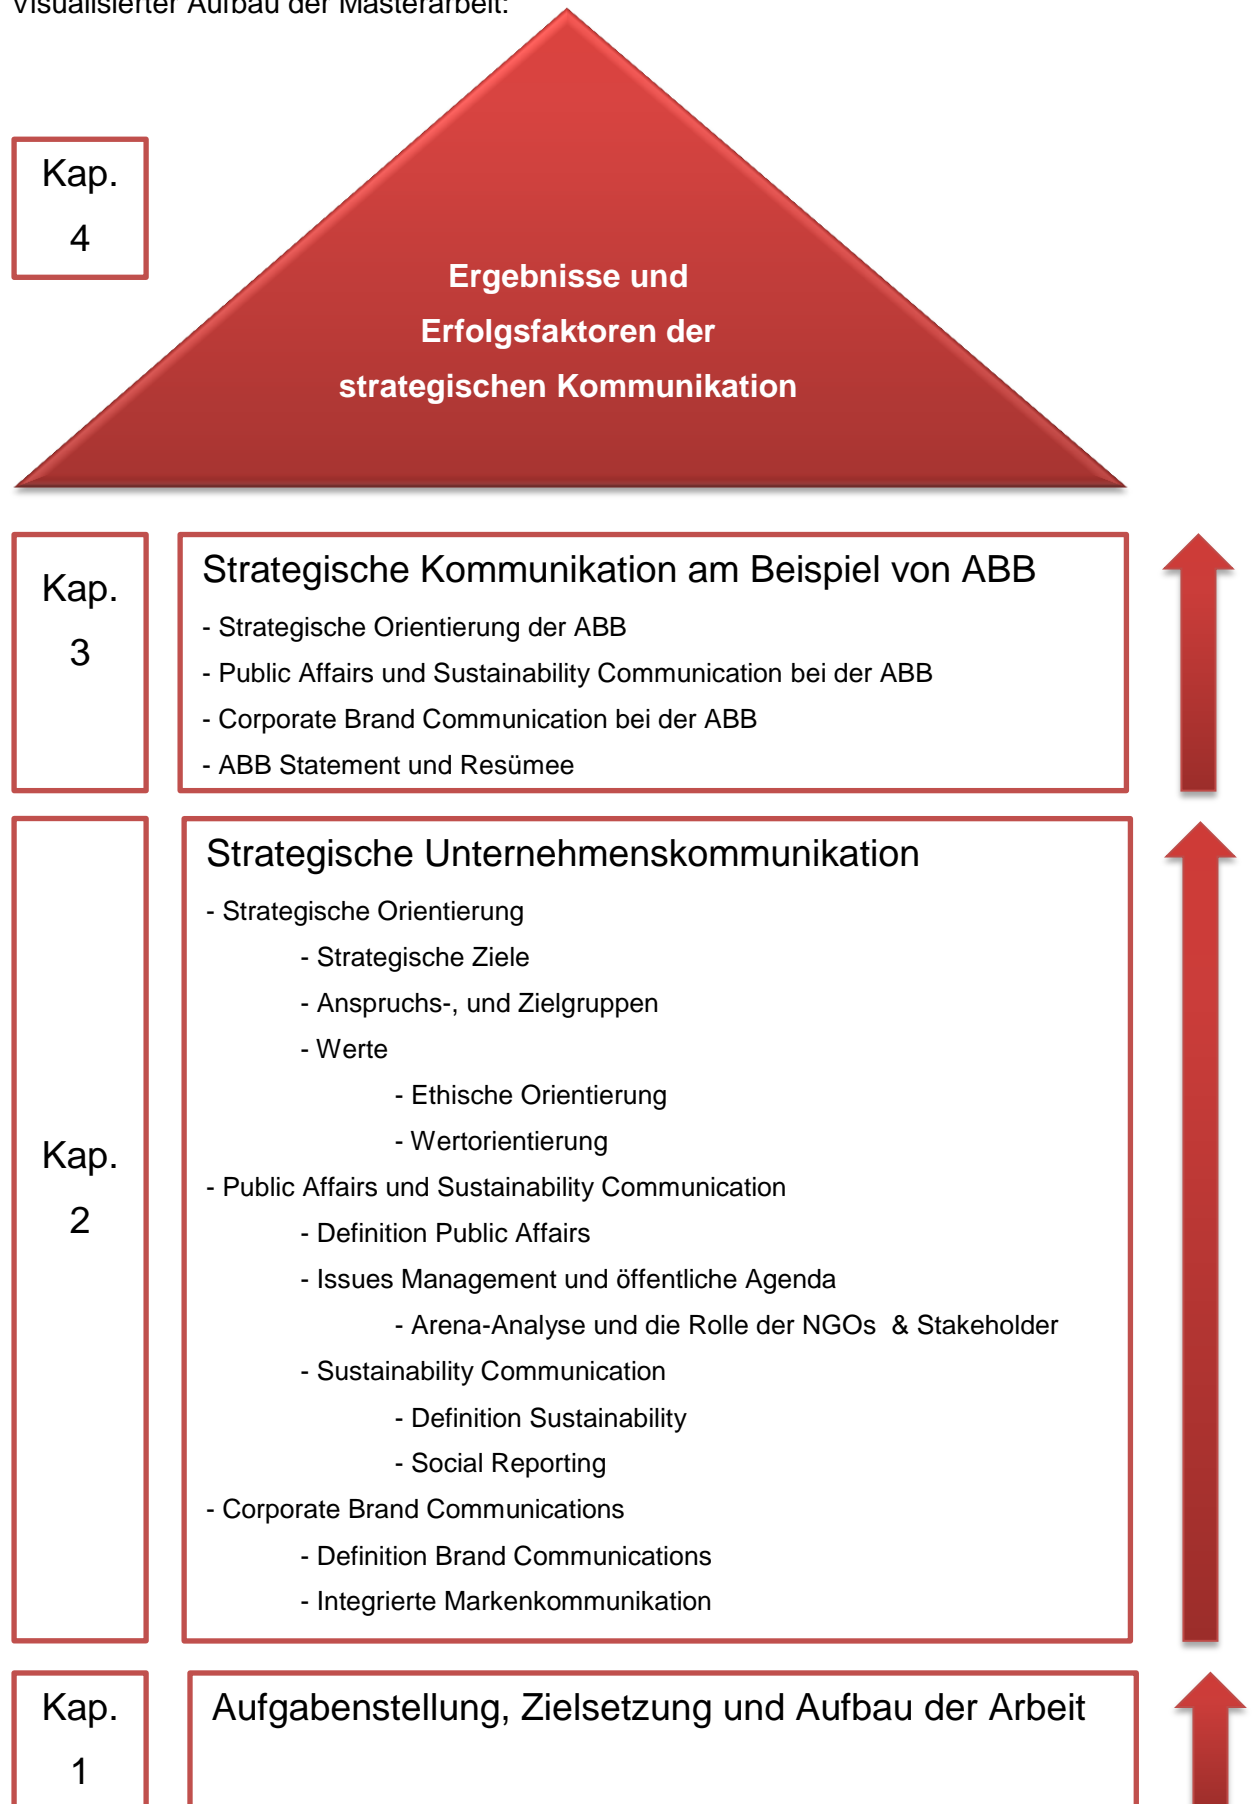 Visualisierter Aufbau der Masterarbeit:
Kap.
4
Ergebnisse und
Erfolgsfaktoren der
strategischen Kommunikation
Kap.
3
Strategische Kommunikation am Beispiel von ABB
- Strategische Orientierung der ABB
- Public Affairs und Sustainability Communication bei der ABB
- Corporate Brand Communication bei der ABB
- ABB Statement und Resümee
Kap.
2
Strategische Unternehmenskommunikation
- Strategische Orientierung
- Strategische Ziele
- Anspruchs-, und Zielgruppen
- Werte
- Ethische Orientierung
- Wertorientierung
- Public Affairs und Sustainability Communication
- Definition Public Affairs
- Issues Management und öffentliche Agenda
- Arena-Analyse und die Rolle der NGOs  & Stakeholder
- Sustainability Communication
- Definition Sustainability
- Social Reporting
- Corporate Brand Communications
- Definition Brand Communications
- Integrierte Markenkommunikation
Kap.
1
Aufgabenstellung, Zielsetzung und Aufbau der Arbeit